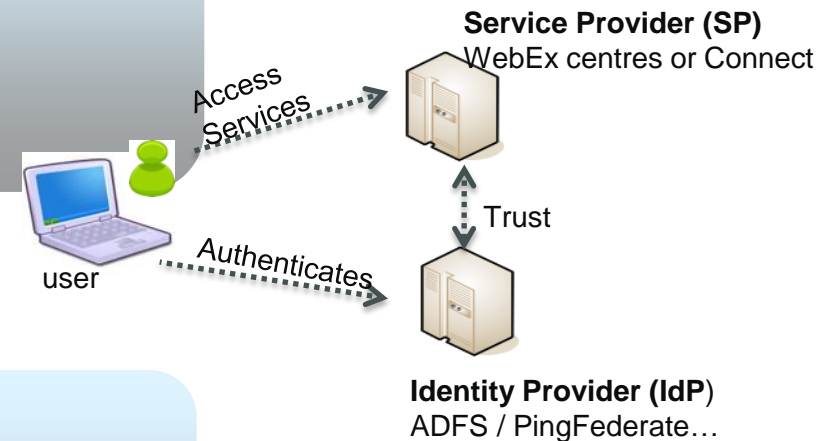 Service Provider (SP)
WebEx centres or Connect
Access
Services
Trust
user
Authenticates
Identity Provider (IdP)
ADFS / PingFederate…